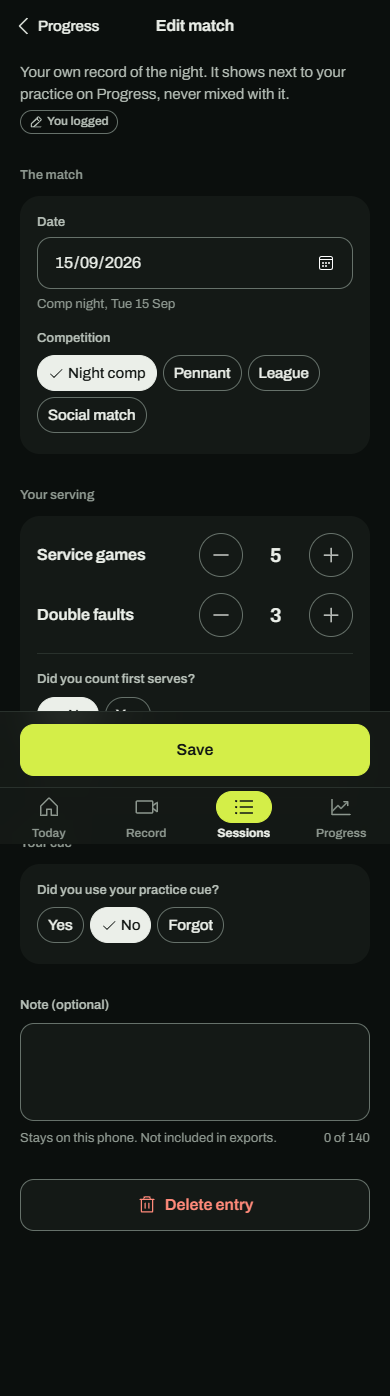 Progress
Edit match
Your own record of the night. It shows next to your
practice on Progress, never mixed with it.
You logged
The match
Date
15/09/2026
Comp night, Tue 15 Sep
Competition
Night comp
Pennant
League
Social match
Your serving
Service games
5
Double faults
3
Did you count first serves?
Save
Today
Record
Sessions
Progress
Your cue
Did you use your practice cue?
Yes
No
Forgot
Note (optional)
Stays on this phone. Not included in exports.
0 of 140
Delete entry